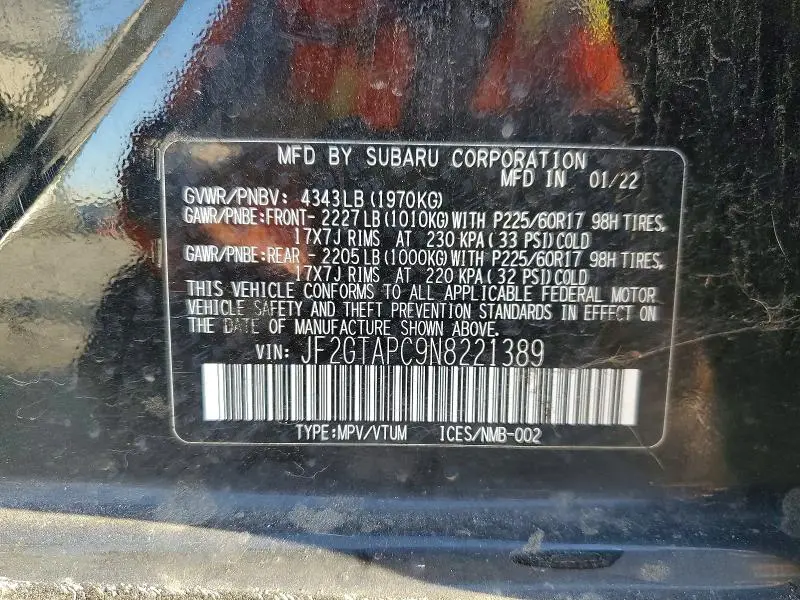 MFD BY SUBARU CORPORATION
MFD IN 01/22
GVWR/PNBV: 4343LB (1970KG)
GAWR/PNBE:FRONT- 2227LB (1010KG) WITH P225/60R17 98H TIRES,
17X7J RIMS AT 230 KPA( 33 PSI) COLD
GAWR/PNBE:REAR - 2205LB (1000KG) WITH P225/60R17 98H TIRES,
17X7J RIMS AT 220 KPA( 32 PSI) COLD
THIS VEHICLE CONFORMS TO ALL APPLICABLE FEDERAL MOTOR
VEHICLE SAFETY AND THEFT PREVENTION STANDARDS IN EFFECT ON
THE DATE OF MANUFACTURE SHOWN ABOVE.
VIN: JF2GTAPC9N8221389
TYPE:MPV/VTUM ICES/NMB-002